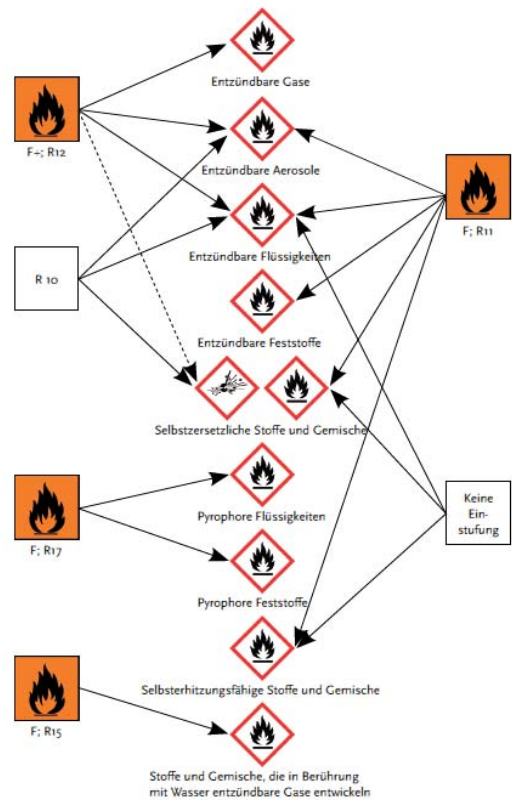 Entzündbare Gase
F+; R12
Entzündbare Aerosole
F; R11
Entzündbare Flüssigkeiten
R 10
Entzündbare Feststoffe
Selbstzersetzliche Stoffe und Gemische
Keine
Ein-
stufung
Pyrophore Flüssigkeiten
F; R17
Pyrophore Feststoffe
Selbsterhitzungsfähige Stoffe und Gemische
F; R15
Stoffe und Gemische, die in Berührung
mit Wasser entzündbare Gase entwickeln